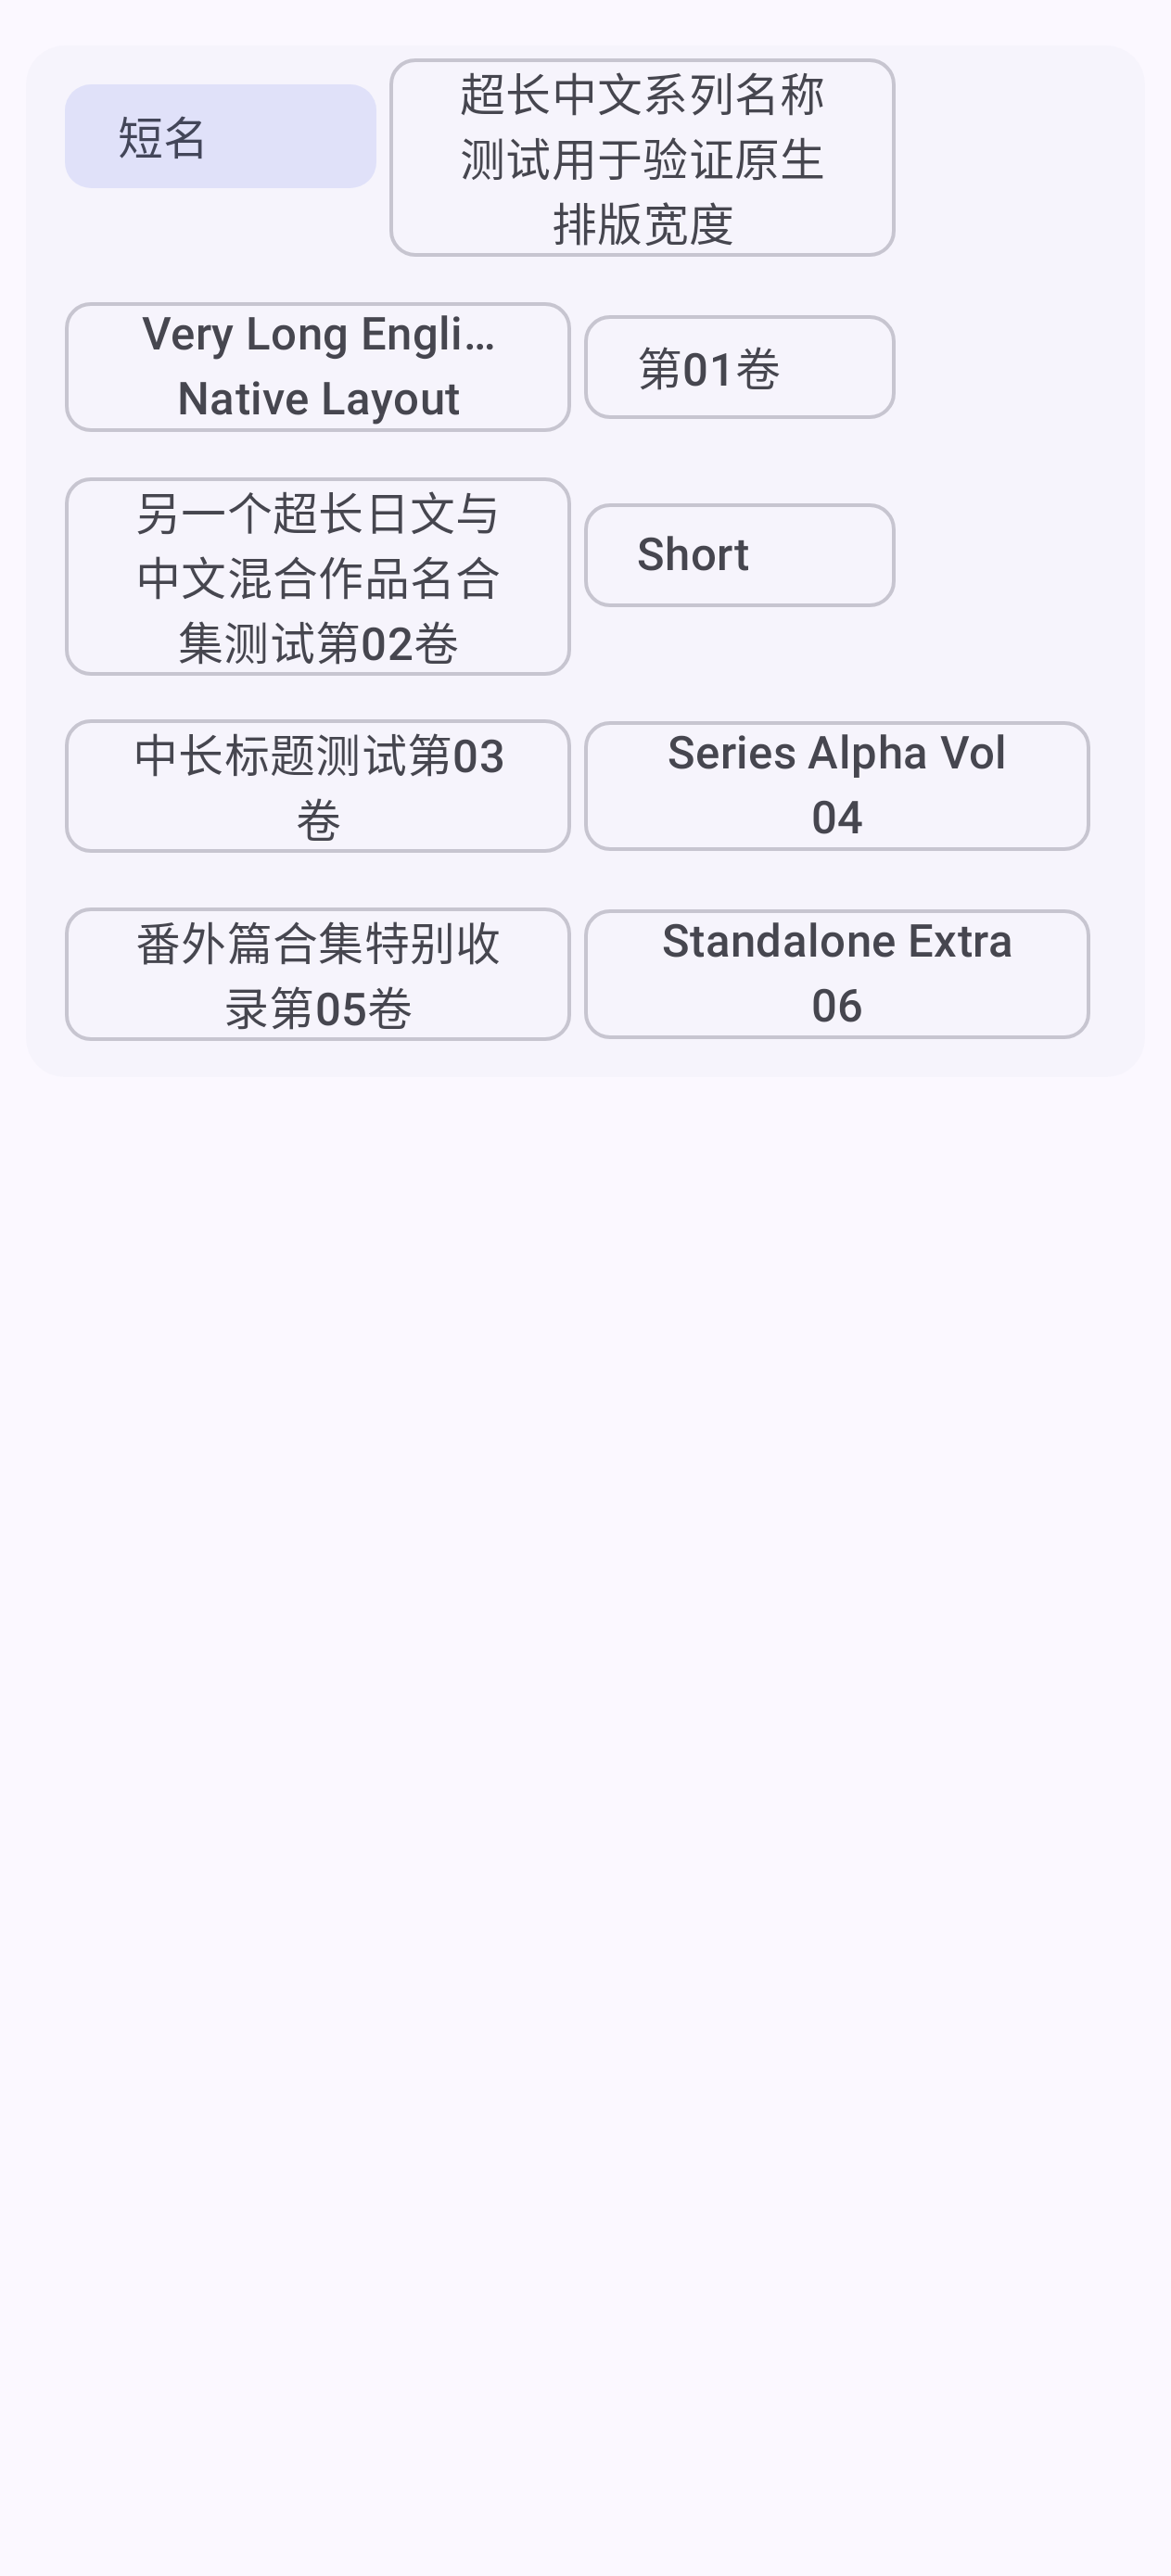 短名
超长中文系列名称
测试用于验证原生
排版宽度
Very Long Engli…
Native Layout
第01卷
另一个超长日文与
中文混合作品名合
集测试第02卷
Short
中长标题测试第03
卷
Series Alpha Vol
04
番外篇合集特别收
录第05卷
Standalone Extra
06